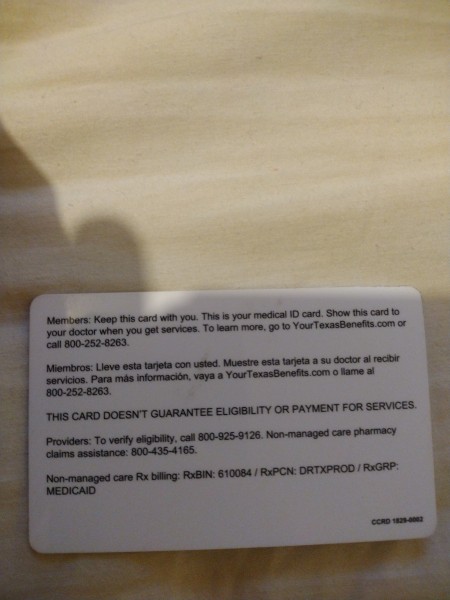 Members: Keep this card with you. This is your medical ID card. Show this card to
your doctor when you get services. To learn more, go to YourTexasBenefits.com or
call 800-252-8263.
Miembros: Lleve esta tarjeta con usted. Muestre esta tarjeta a su doctor al recibir
servicios. Para más información, vaya a YourTexasBenefits.com o llame al
800-252-8263.
THIS CARD DOESN'T GUARANTEE ELIGIBILITY OR PAYMENT FOR SERVICES.
Providers: To verify eligibility, call 800-925-9126. Non-managed care pharmacy
claims assistance: 800-435-4165.
Non-managed care Rx billing: RxBIN: 610084 / RxPCN: DRTXPROD / RxGRP:
MEDICAID
CCRD